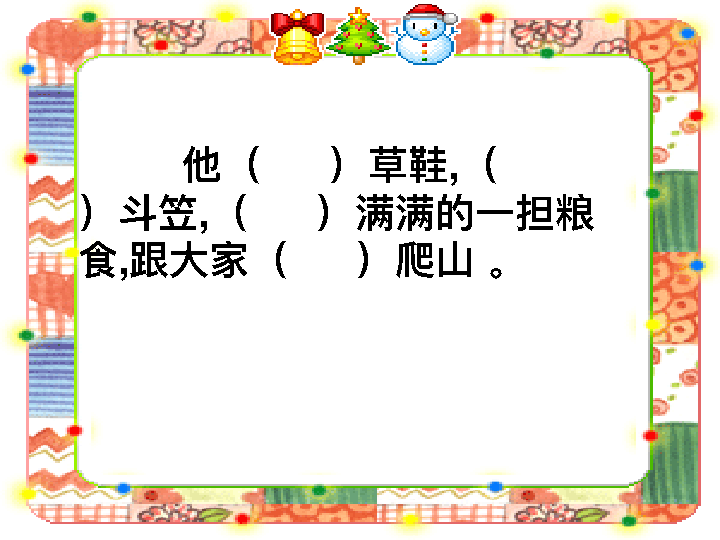 他（　　）草鞋,（
）斗笠,（　　）满满的一担粮
食,跟大家（　　）爬山 。